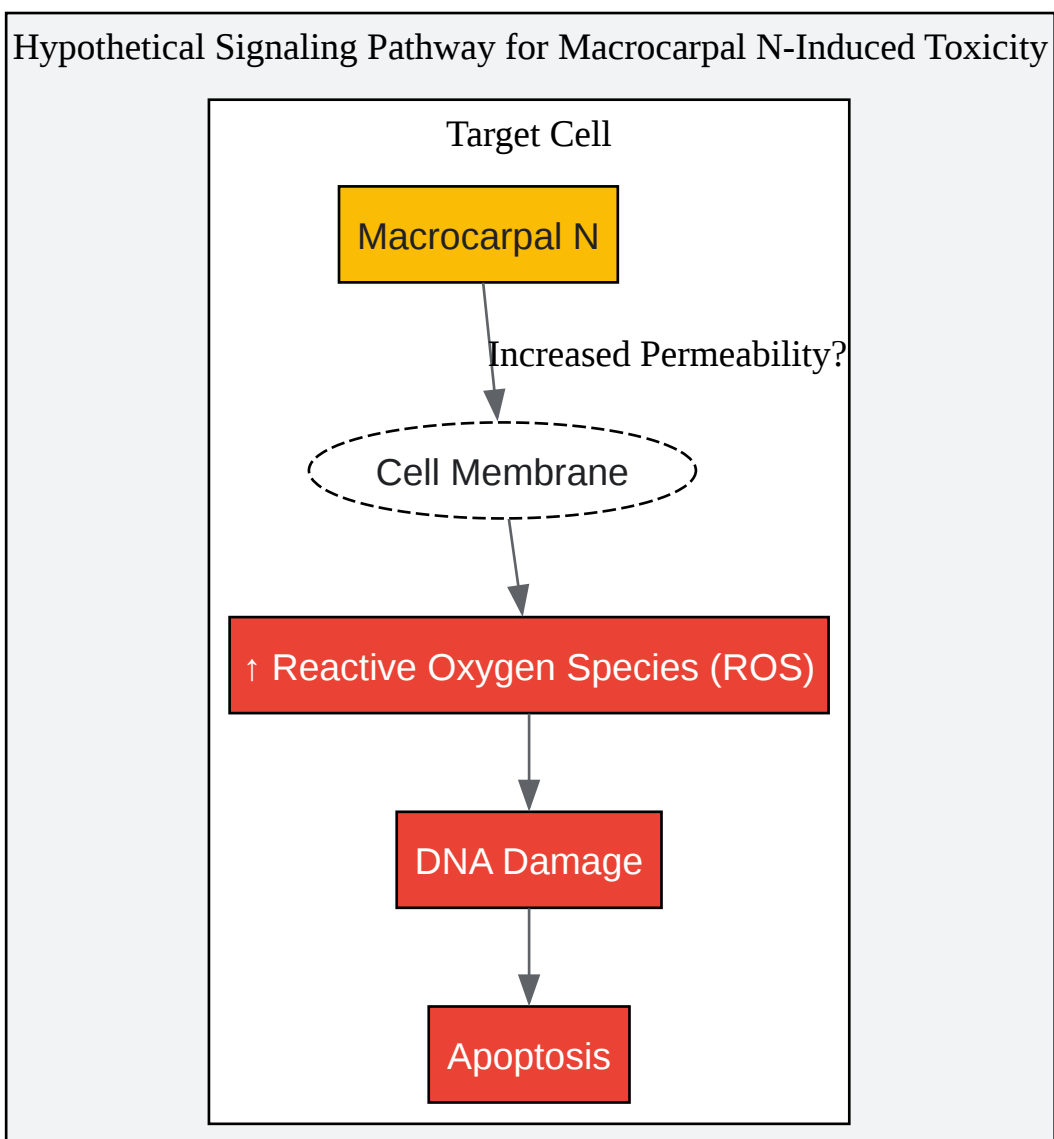 Hypothetical Signaling Pathway for Macrocarpal N-Induced Toxicity
Target Cell
Macrocarpal N
Increased Permeability?
Cell Membrane
↑ Reactive Oxygen Species (ROS)
DNA Damage
Apoptosis